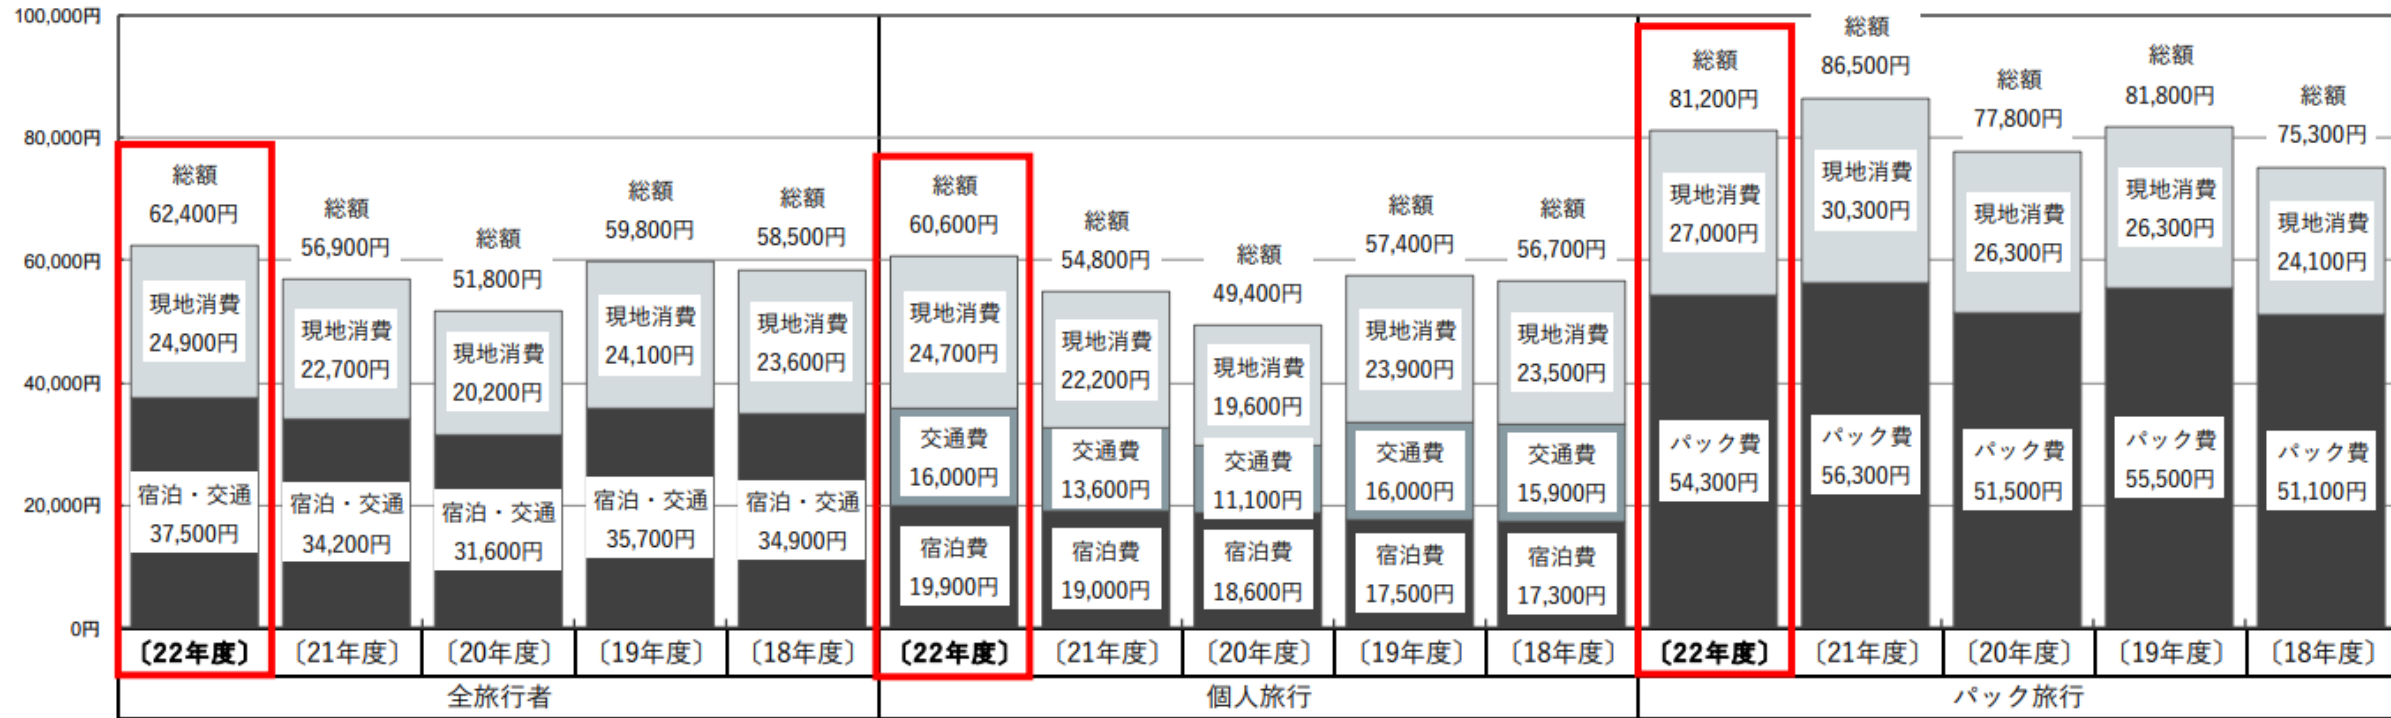 100,000円
80,000円
60,000円
40,000円
20,000円
0円
総額
62,400円
現地消費
24,900円
宿泊・交通
37,500円
〔22年度〕
総額
56,900円
現地消費
22,700円
宿泊・交通
34,200円
〔21年度〕
総額
51,800円
現地消費
20,200円
宿泊・交通
31,600円
〔20年度〕
総額
59,800円
現地消費
24,100円
宿泊・交通
35,700円
〔19年度〕
総額
58,500円
現地消費
23,600円
宿泊・交通
34,900円
〔18年度〕
全旅行者
総額
60,600円
現地消費
24,700円
交通費
16,000円
宿泊費
19,900円
〔22年度〕
総額
54,800円
現地消費
22,200円
交通費
13,600円
宿泊費
19,000円
〔21年度〕
総額
49,400円
現地消費
19,600円
交通費
11,100円
宿泊費
18,600円
〔20年度〕
総額
57,400円
現地消費
23,900円
交通費
16,000円
宿泊費
17,500円
〔19年度〕
総額
56,700円
現地消費
23,500円
交通費
15,900円
宿泊費
17,300円
〔18年度〕
個人旅行
総額
81,200円
現地消費
27,000円
パック費
54,300円
〔22年度〕
総額
86,500円
現地消費
30,300円
パック費
56,300円
〔21年度〕
総額
77,800円
現地消費
26,300円
パック費
51,500円
〔20年度〕
総額
81,800円
現地消費
26,300円
パック費
55,500円
〔19年度〕
総額
75,300円
現地消費
24,100円
パック費
51,100円
〔18年度〕
パック旅行